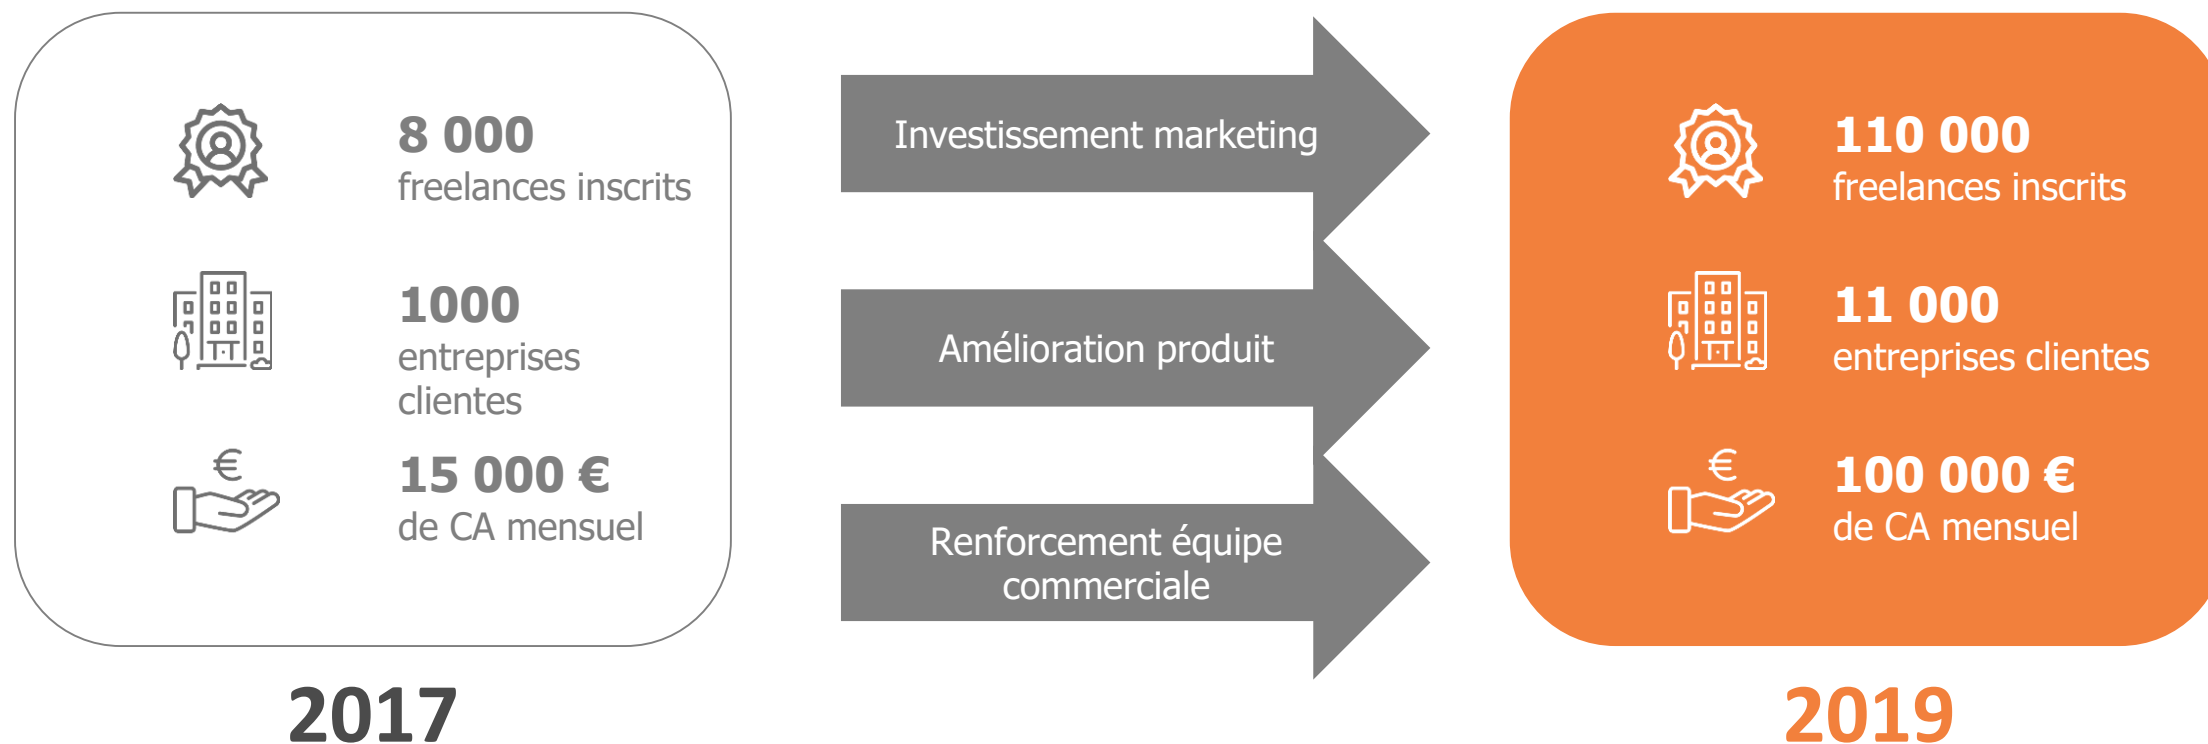 8 000
freelances inscrits
1000
entreprises
clientes
€
15 000 €
de CA mensuel
2017
Investissement marketing
Amélioration produit
Renforcement équipe
commerciale
110 000
freelances inscrits
11 000
entreprises clientes
€
100 000 €
de CA mensuel
2019